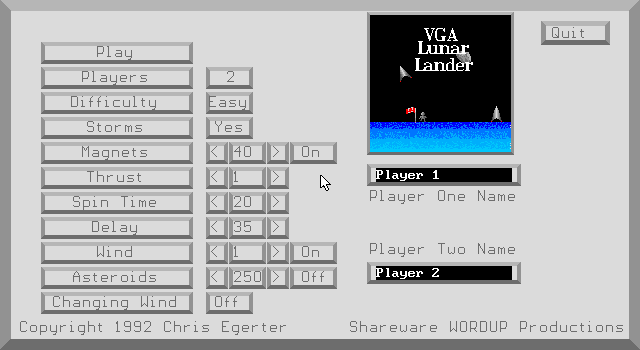 VGA
Lunar
Lander
Quit
Play
Players 2
Difficulty Easy
Storms Yes
Magnets < 40 > On
Thrust < 1 >
Spin Time < 20 >
Delay < 35 >
Wind < 1 > On
Asteroids < 250 > Off
Changing Wind Off
Player 1
Player One Name
Player Two Name
Player 2
Copyright 1992 Chris Egerter
Shareware WORDUP Productions